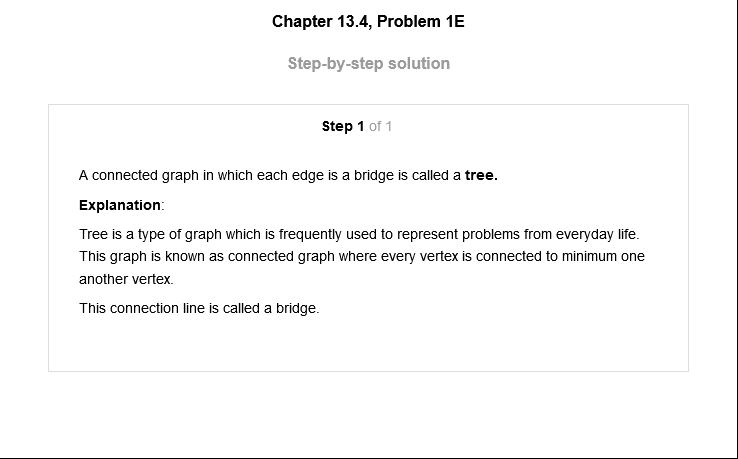 Chapter 13.4, Problem 1E
Step-by-step solution
Step 1 of 1
A connected graph in which each edge is a bridge is called a tree.
Explanation:
Tree is a type of graph which is frequently used to represent problems from everyday life.
This graph is known as connected graph where every vertex is connected to minimum one
another vertex.
This connection line is called a bridge.